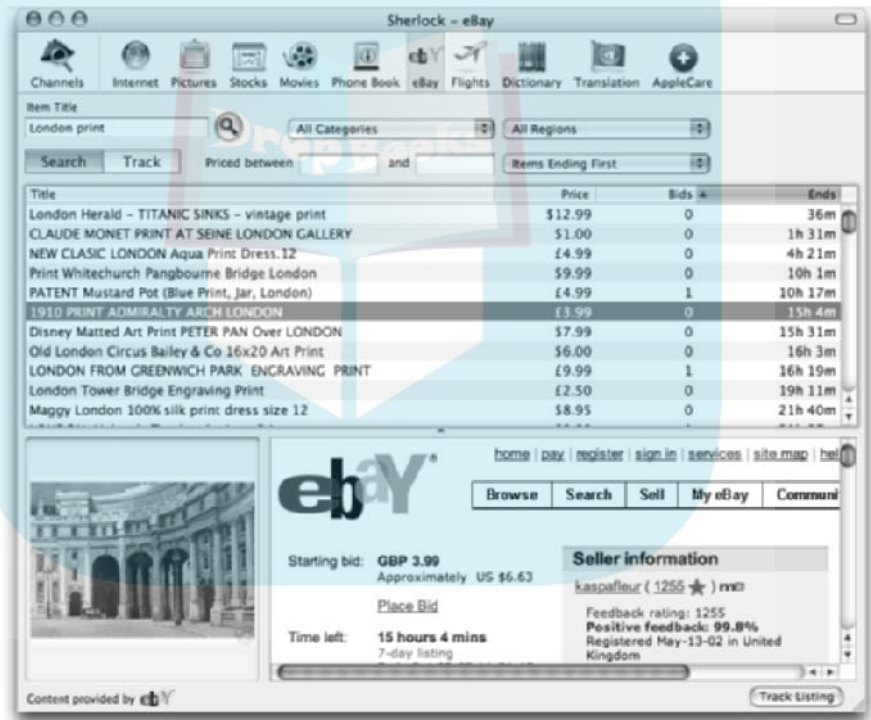 Sherlock – eBay
Channels Internet Pictures Stocks Movies Phone Book eBay Flights Dictionary Translation AppleCare
Item Title
London print All Categories All Regions
Search Track Priced between and Items Ending First
Title Price Bids Ends
London Herald – TITANIC SINKS – vintage print $12.99 0 36m
CLAUDE MONET PRINT AT SEINE LONDON GALLERY $1.00 0 1h 31m
NEW CLASIC LONDON Aqua Print Dress.12 £4.99 0 4h 21m
Print Whitechurch Pangbourne Bridge London $9.99 0 10h 1m
PATENT Mustard Pot (Blue Print, Jar, London) £4.99 1 10h 17m
1910 PRINT ADMIRALTY ARCH LONDON £3.99 0 15h 4m
Disney Matted Art Print PETER PAN Over LONDON $7.99 0 15h 31m
Old London Circus Bailey & Co 16x20 Art Print $6.00 0 16h 3m
LONDON FROM GREENWICH PARK ENGRAVING PRINT £9.99 1 16h 19m
London Tower Bridge Engraving Print £2.50 0 19h 11m
Maggy London 100% silk print dress size 12 $8.95 0 21h 40m
home | pay | register | sign in | services | site map | hel
ebaY®
Browse Search Sell My eBay Communi
Starting bid: GBP 3.99
Approximately US $6.63
Place Bid
Time left: 15 hours 4 mins
7-day listing
Seller information
kaspafleur ( 1255 ★ ) me
Feedback rating: 1255
Positive feedback: 99.8%
Registered May-13-02 in United
Kingdom
Content provided by ebY
Track Listing
Drop Books